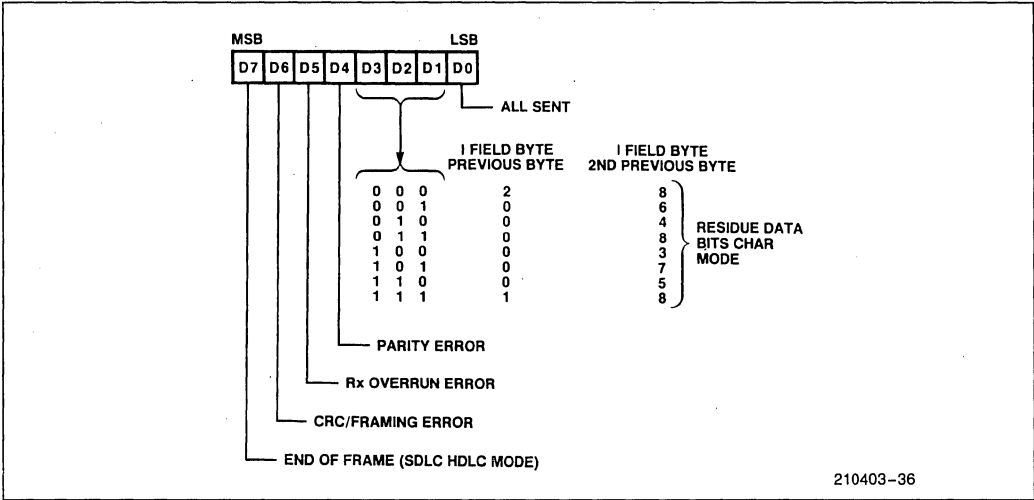 MSB LSB
D7 D6 D5 D4 D3 D2 D1 D0
ALL SENT
I FIELD BYTE I FIELD BYTE
PREVIOUS BYTE 2ND PREVIOUS BYTE
0 0 0 2 8
0 0 1 0 6
0 1 0 0 4
0 1 1 0 8
1 0 0 0 3
1 0 1 0 7
1 1 0 0 5
1 1 1 1 8
RESIDUE DATA
BITS CHAR
MODE
PARITY ERROR
Rx OVERRUN ERROR
CRC/FRAMING ERROR
END OF FRAME (SDLC HDLC MODE)
210403-36